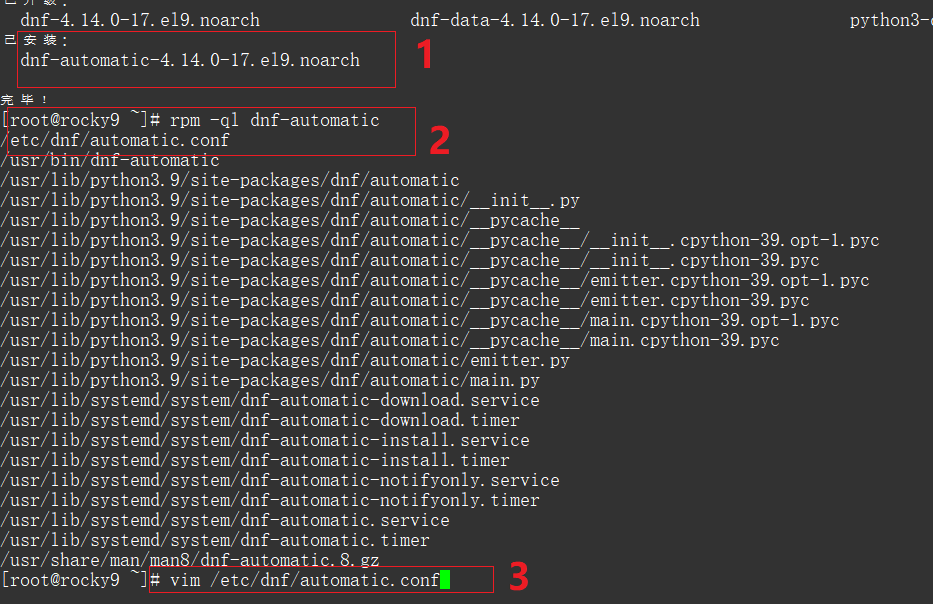 已升级:
dnf-4.14.0-17.el9.noarch dnf-data-4.14.0-17.el9.noarch
已安装:
dnf-automatic-4.14.0-17.el9.noarch
1
完毕!
[root@rocky9 ~]# rpm -ql dnf-automatic
/etc/dnf/automatic.conf
2
/usr/bin/dnf-automatic
/usr/lib/python3.9/site-packages/dnf/automatic
/usr/lib/python3.9/site-packages/dnf/automatic/__init__.py
/usr/lib/python3.9/site-packages/dnf/automatic/__pycache__
/usr/lib/python3.9/site-packages/dnf/automatic/__pycache__/__init__.cpython-39.opt-1.pyc
/usr/lib/python3.9/site-packages/dnf/automatic/__pycache__/__init__.cpython-39.pyc
/usr/lib/python3.9/site-packages/dnf/automatic/__pycache__/emitter.cpython-39.opt-1.pyc
/usr/lib/python3.9/site-packages/dnf/automatic/__pycache__/emitter.cpython-39.pyc
/usr/lib/python3.9/site-packages/dnf/automatic/__pycache__/main.cpython-39.opt-1.pyc
/usr/lib/python3.9/site-packages/dnf/automatic/__pycache__/main.cpython-39.pyc
/usr/lib/python3.9/site-packages/dnf/automatic/emitter.py
/usr/lib/python3.9/site-packages/dnf/automatic/main.py
/usr/lib/systemd/system/dnf-automatic-download.service
/usr/lib/systemd/system/dnf-automatic-download.timer
/usr/lib/systemd/system/dnf-automatic-install.service
/usr/lib/systemd/system/dnf-automatic-install.timer
/usr/lib/systemd/system/dnf-automatic-notifyonly.service
/usr/lib/systemd/system/dnf-automatic-notifyonly.timer
/usr/lib/systemd/system/dnf-automatic.service
/usr/lib/systemd/system/dnf-automatic.timer
/usr/share/man/man8/dnf-automatic.8.gz
[root@rocky9 ~]# vim /etc/dnf/automatic.conf
3